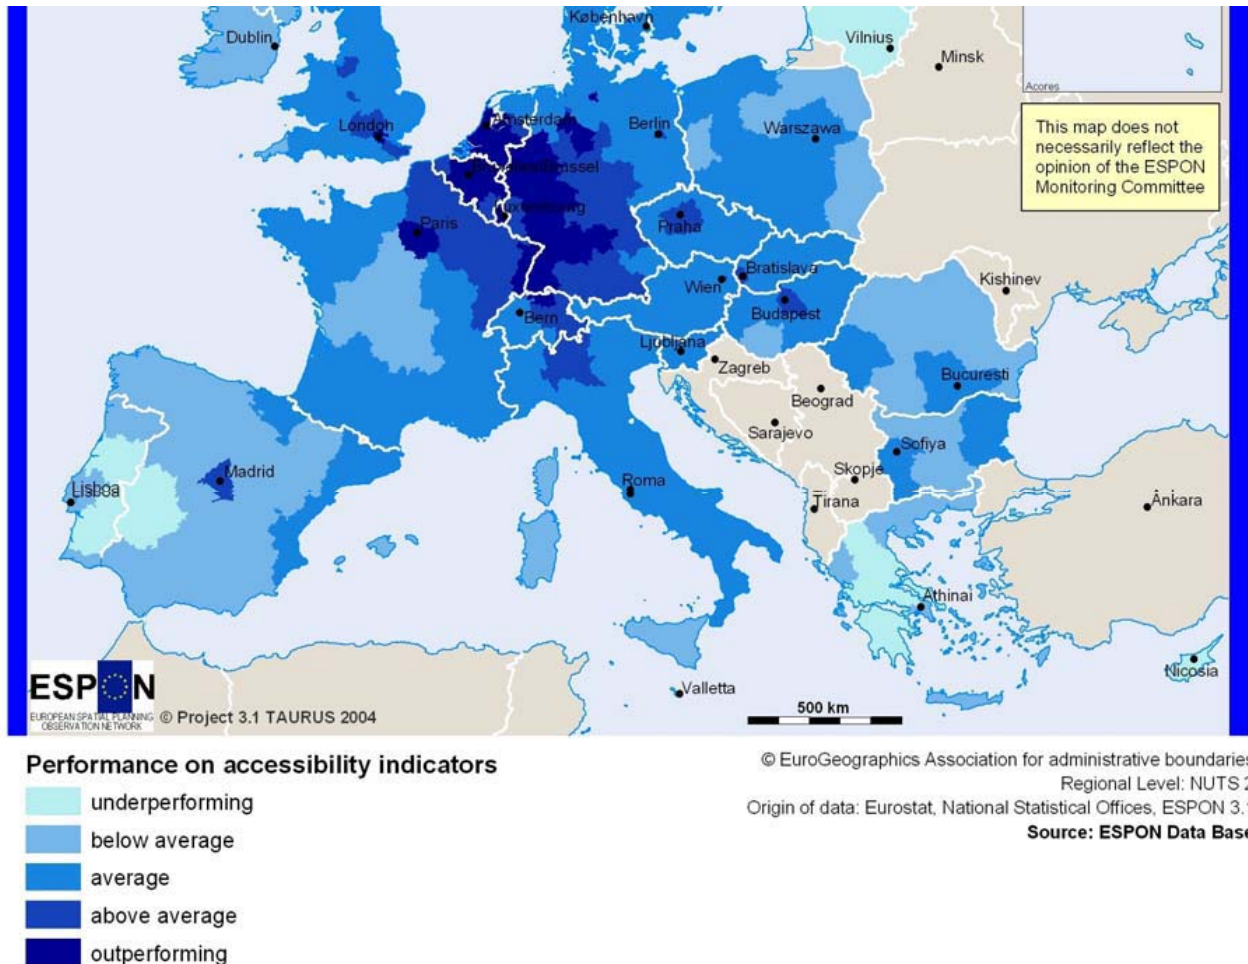 København
Dublin
Vilnius
Minsk
Acores
London
Amsterdam
Berlin
Warszawa
This map does not
necessarily reflect the
opinion of the ESPON
Monitoring Committee
Luxembourg
Paris
Praha
Kishinev
Bratislava
Wien
Budapest
Bern
Ljubljana
Zagreb
Bucuresti
Beograd
Sarajevo
Sofiya
Madrid
Skopje
Lisboa
Roma
Tirana
Ankara
Athinai
Nicosia
Valletta
ESPON
EUROPEAN SPATIAL PLANNING
OBSERVATION NETWORK
© Project 3.1 TAURUS 2004
500 km
Performance on accessibility indicators
underperforming
below average
average
above average
outperforming
© EuroGeographics Association for administrative boundaries
Regional Level: NUTS 2
Origin of data: Eurostat, National Statistical Offices, ESPON 3.1
Source: ESPON Data Base